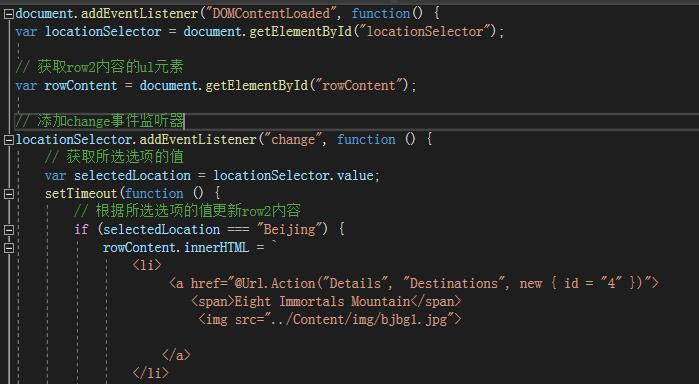 document.addEventListener("DOMContentLoaded", function() {
var locationSelector = document.getElementById("locationSelector");
// 获取row2内容的ul元素
var rowContent = document.getElementById("rowContent");
// 添加change事件监听器
locationSelector.addEventListener("change", function () {
// 获取所选选项的值
var selectedLocation = locationSelector.value;
setTimeout(function () {
// 根据所选选项的值更新row2内容
if (selectedLocation === "Beijing") {
rowContent.innerHTML = `
<li>
<a href="@Url.Action("Details", "Destinations", new { id = "4" })">
<span>Eight Immortals Mountain</span>
<img src="../Content/img/bjbg1.jpg">
</a>
</li>